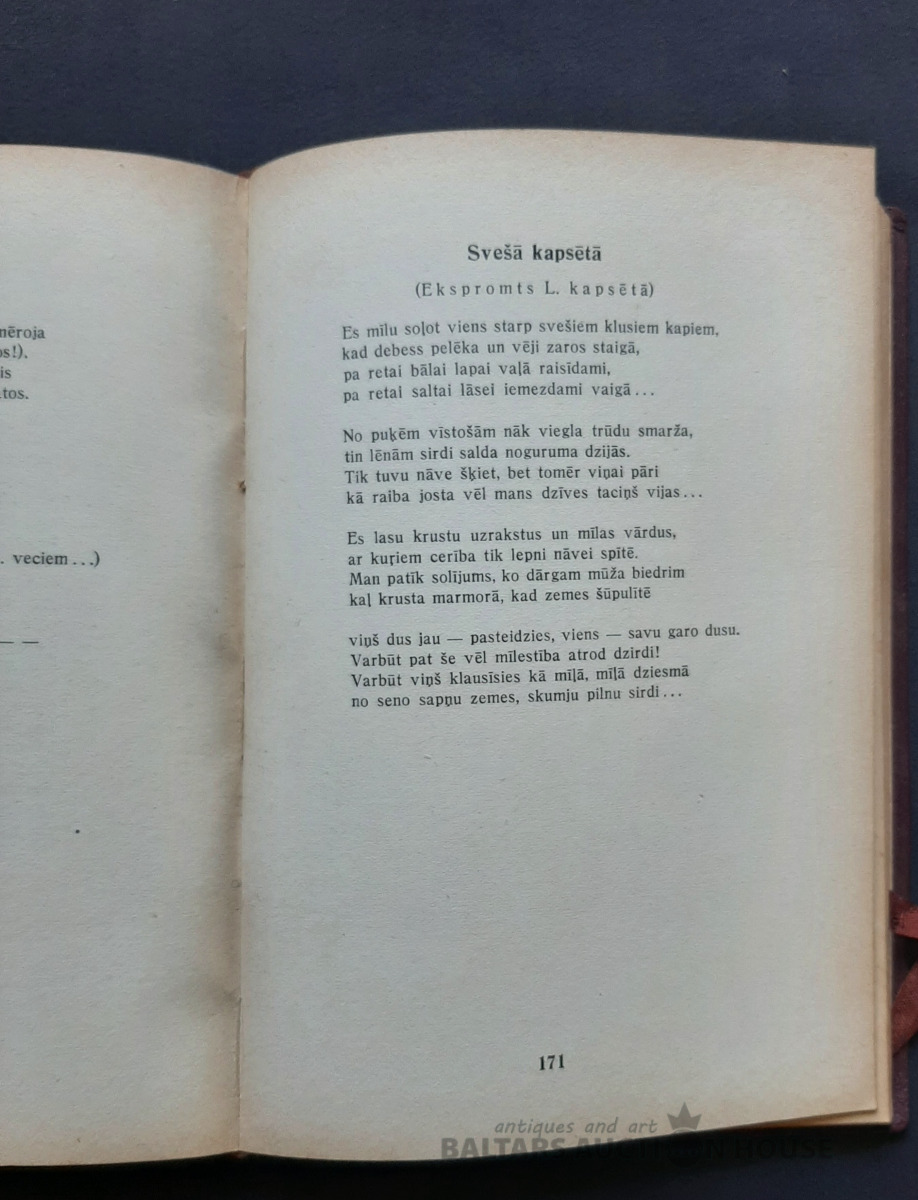 nēroja
os!).
is
tos.
. veciem...)
— —
Svešā kapsētā
(Ekspromts L. kapsētā)
Es mīlu soļot viens starp svešiem klusiem kapiem,
kad debess pelēka un vēji zaros staigā,
pa retai bālai lapai vaļā raisīdami,
pa retai saltai lāsei iemezdami vaigā...
No puķēm vīstošām nāk viegla trūdu smarža,
tin lēnām sirdi salda noguruma dzijās.
Tik tuvu nāve šķiet, bet tomēr viņai pāri
kā raiba josta vēl mans dzīves taciņš vijas...
Es lasu krustu uzrakstus un mīlas vārdus,
ar kuŗiem cerība tik lepni nāvei spītē.
Man patīk solījums, ko dārgam mūža biedrim
kaļ krusta marmorā, kad zemes šūpulītē
viņš dus jau — pasteidzies, viens — savu garo dusu.
Varbūt pat še vēl mīlestība atrod dzirdi!
Varbūt viņš klausīsies kā mīļā, mīļā dziesmā
no seno sapņu zemes, skumju pilnu sirdi...
171
antiques and art
BALTARS AUCTION HOUSE